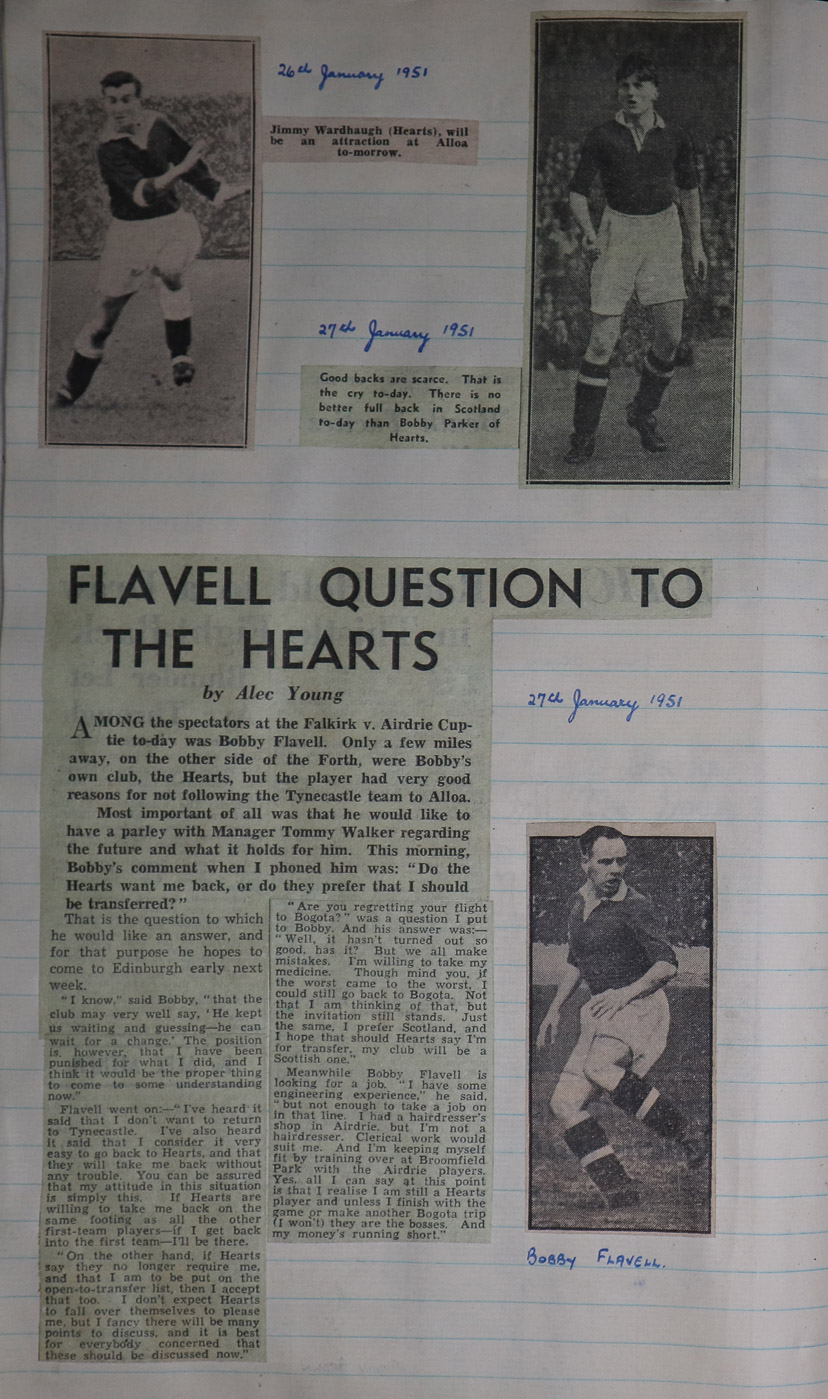 26th January 1951
Jimmy Wardhaugh (Hearts), will
be an attraction at Alloa
to-morrow.
27th January 1951
Good backs are scarce. That is
the cry to-day. There is no
better full back in Scotland
to-day than Bobby Parker of
Hearts.
FLAVELL QUESTION TO
THE HEARTS
by Alec Young
27th January 1951
AMONG the spectators at the Falkirk v. Airdrie Cup-
tie to-day was Bobby Flavell. Only a few miles
away, on the other side of the Forth, were Bobby's
own club, the Hearts, but the player had very good
reasons for not following the Tynecastle team to Alloa.
Most important of all was that he would like to
have a parley with Manager Tommy Walker regarding
the future and what it holds for him. This morning,
Bobby's comment when I phoned him was: "Do the
Hearts want me back, or do they prefer that I should
be transferred?"
That is the question to which
he would like an answer, and
for that purpose he hopes to
come to Edinburgh early next
week.
"I know," said Bobby, "that the
club may very well say, 'He kept
us waiting and guessing—he can
wait for a change.' The position
is, however, that I have been
punished for what I did, and I
think it would be the proper thing
to come to some understanding
now."
Flavell went on:—"I've heard it
said that I don't want to return
to Tynecastle. I've also heard
it said that I consider it very
easy to go back to Hearts, and that
they will take me back without
any trouble. You can be assured
that my attitude in this situation
is simply this. If Hearts are
willing to take me back on the
same footing as all the other
first-team players—if I get back
into the first team—I'll be there.
"On the other hand, if Hearts
say they no longer require me,
and that I am to be put on the
open-to-transfer list, then I accept
that too. I don't expect Hearts
to fall over themselves to please
me, but I fancy there will be many
points to discuss, and it is best
for everybody concerned that
these should be discussed now."
"Are you regretting your flight
to Bogota?" was a question I put
to Bobby. And his answer was:—
"Well, it hasn't turned out so
good, has it? But we all make
mistakes. I'm willing to take my
medicine. Though mind you, if
the worst came to the worst, I
could still go back to Bogota. Not
that I am thinking of that, but
the invitation still stands. Just
the same, I prefer Scotland, and
I hope that should Hearts say I'm
for transfer, my club will be a
Scottish one."
Meanwhile Bobby Flavell is
looking for a job. "I have some
engineering experience," he said,
"but not enough to take a job on
in that line. I had a hairdresser's
shop in Airdrie, but I'm not a
hairdresser. Clerical work would
suit me. And I'm keeping myself
fit by training over at Broomfield
Park with the Airdrie players.
Yes, all I can say at this point
is that I realise I am still a Hearts
player and unless I finish with the
game or make another Bogota trip
(I won't) they are the bosses. And
my money's running short."
BOBBY FLAVELL.